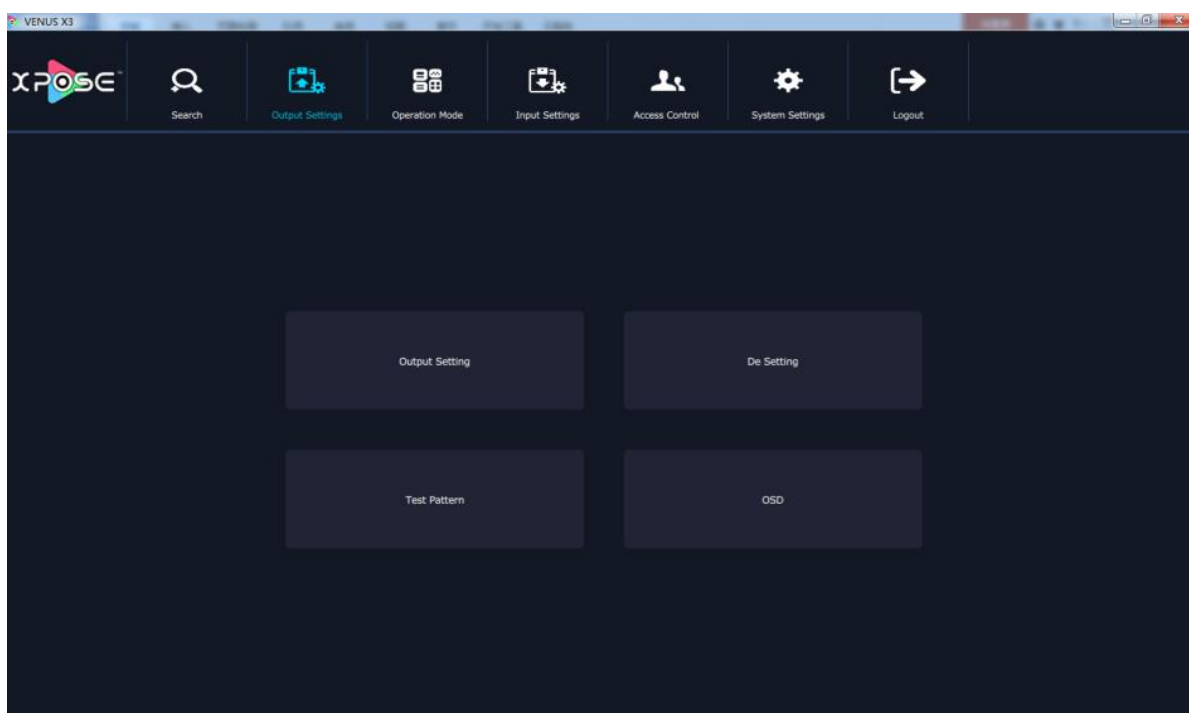 VENUS X3
XPOSE
Search
Output Settings
Operation Mode
Input Settings
Access Control
System Settings
Logout
Output Setting
De Setting
Test Pattern
OSD